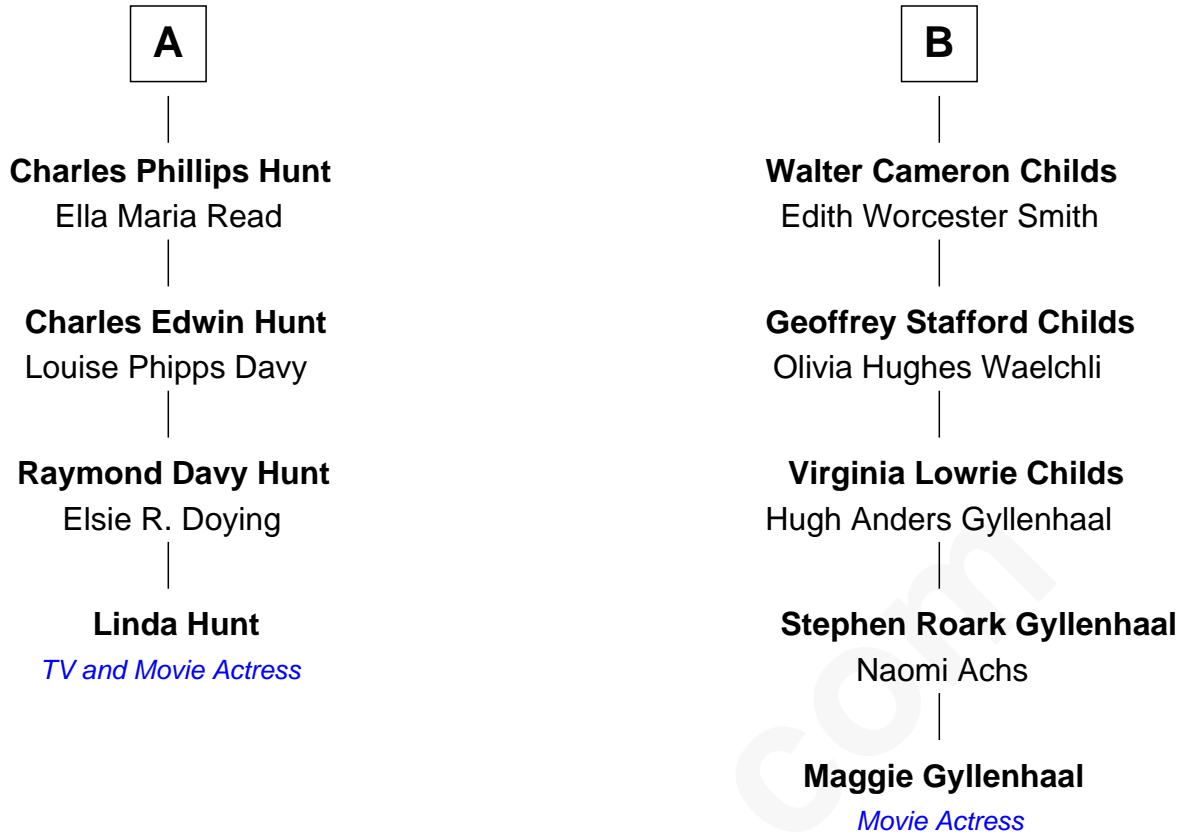 A
Charles Phillips Hunt
Ella Maria Read
Charles Edwin Hunt
Louise Phipps Davy
Raymond Davy Hunt
Elsie R. Doying
Linda Hunt
TV and Movie Actress
B
Walter Cameron Childs
Edith Worcester Smith
Geoffrey Stafford Childs
Olivia Hughes Waelchli
Virginia Lowrie Childs
Hugh Anders Gyllenhaal
Stephen Roark Gyllenhaal
Naomi Achs
Maggie Gyllenhaal
Movie Actress
com